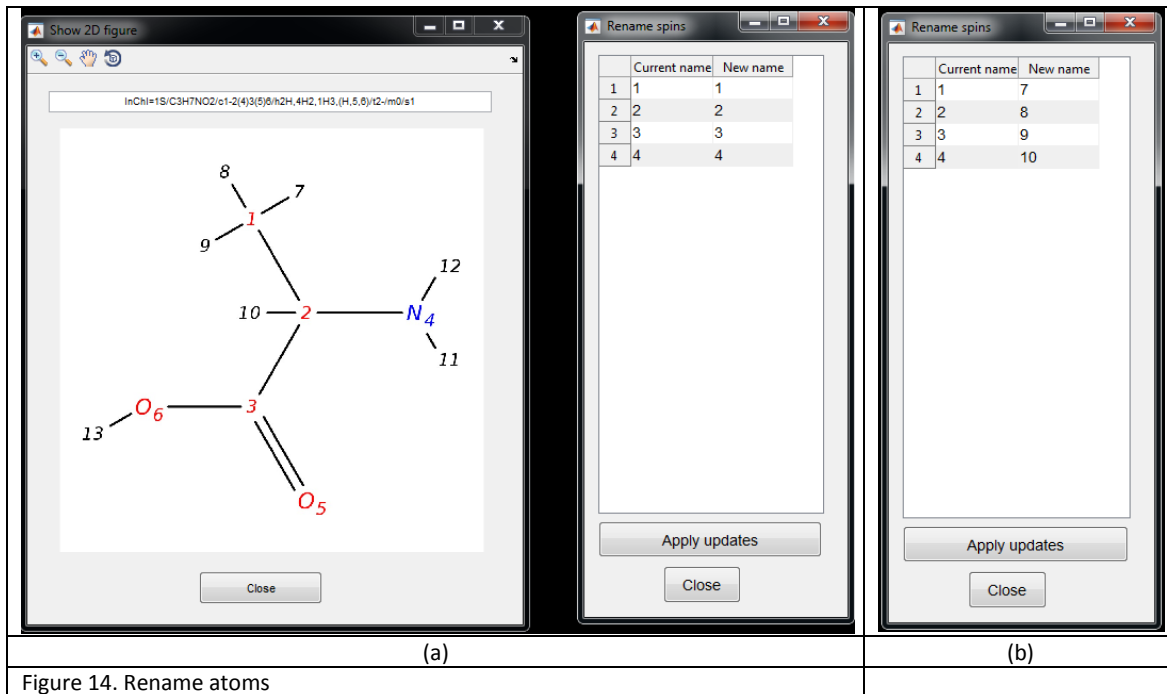 Show 2D figure
InChI=1S/C3H7NO2/c1-2(4)3(5)6/h2H,4H2,1H3,(H,5,6)/t2-/m0/s1
8
7
1
9
12
10
2
N4
11
O6
3
13
O5
Close
Rename spins
Current name New name
1 1 1
2 2 2
3 3 3
4 4 4
Apply updates
Close
Rename spins
Current name New name
1 1 7
2 2 8
3 3 9
4 4 10
Apply updates
Close
(a)
(b)
Figure 14. Rename atoms